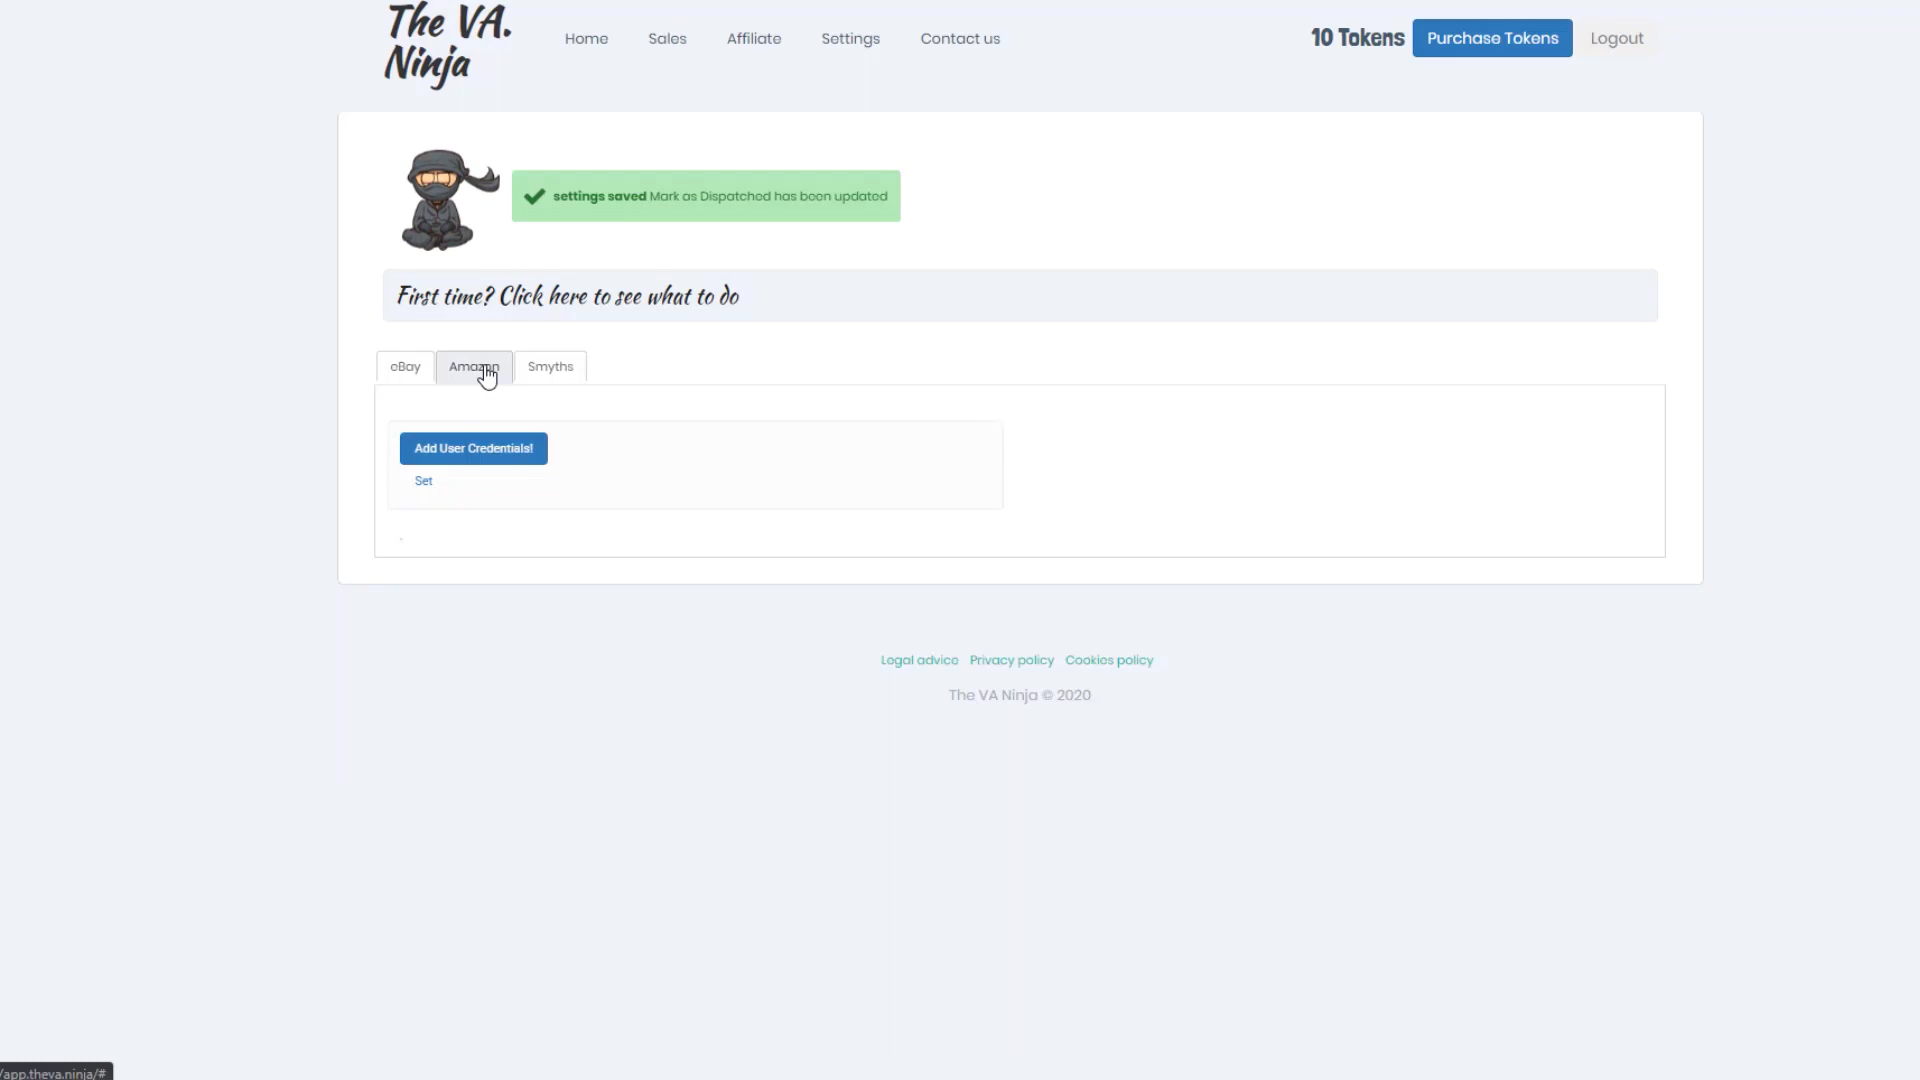 The VA.
Ninja
Home Sales Affiliate Settings Contact us
10 Tokens Purchase Tokens Logout
settings saved Mark as Dispatched has been updated
First time? Click here to see what to do
eBay Amazon Smyths
Add User Credentials!
Set
.
Legal advice Privacy policy Cookies policy
The VA Ninja © 2020
/app.theva.ninja/#